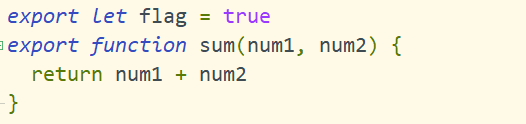 export let flag = true
export function sum(num1, num2) {
  return num1 + num2
}